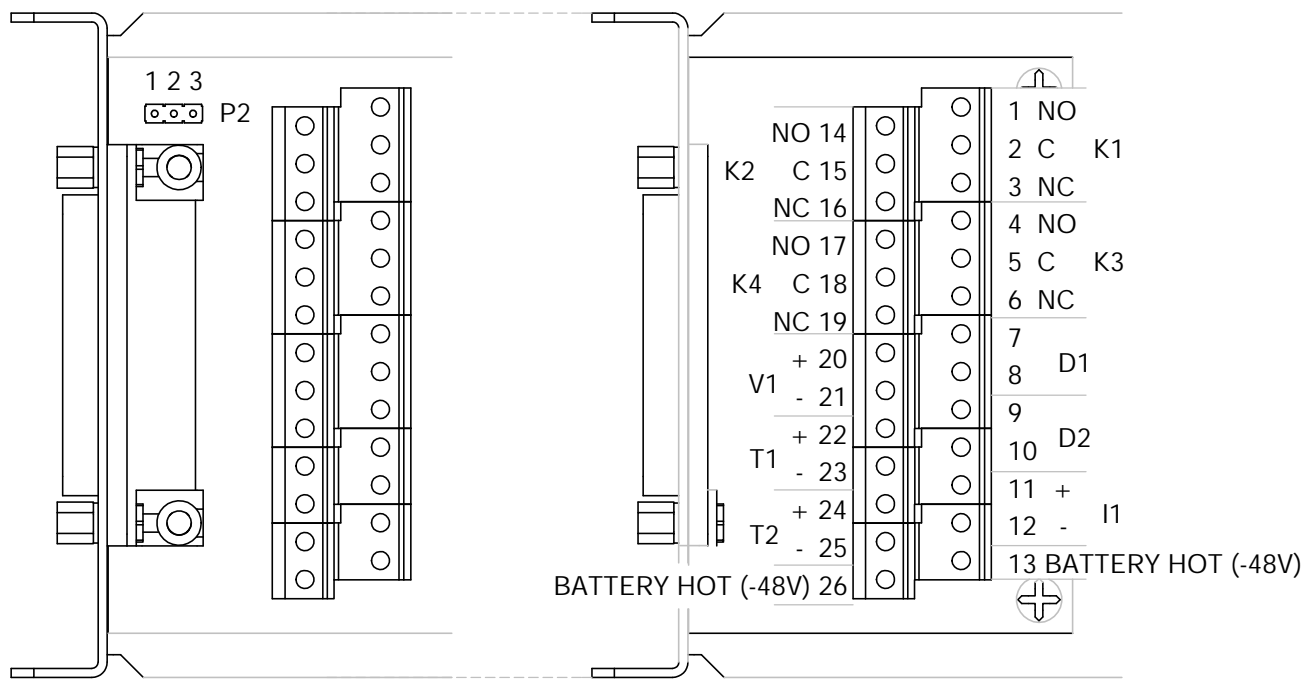 1 2 3
P2
NO 14
K2 C 15
NC 16
NO 17
K4 C 18
NC 19
+ 20
V1
- 21
+ 22
T1
- 23
+ 24
T2
- 25
BATTERY HOT (-48V) 26
1 NO
2 C K1
3 NC
4 NO
5 C K3
6 NC
7
D1
8
9
D2
10
11 +
I1
12 -
13 BATTERY HOT (-48V)